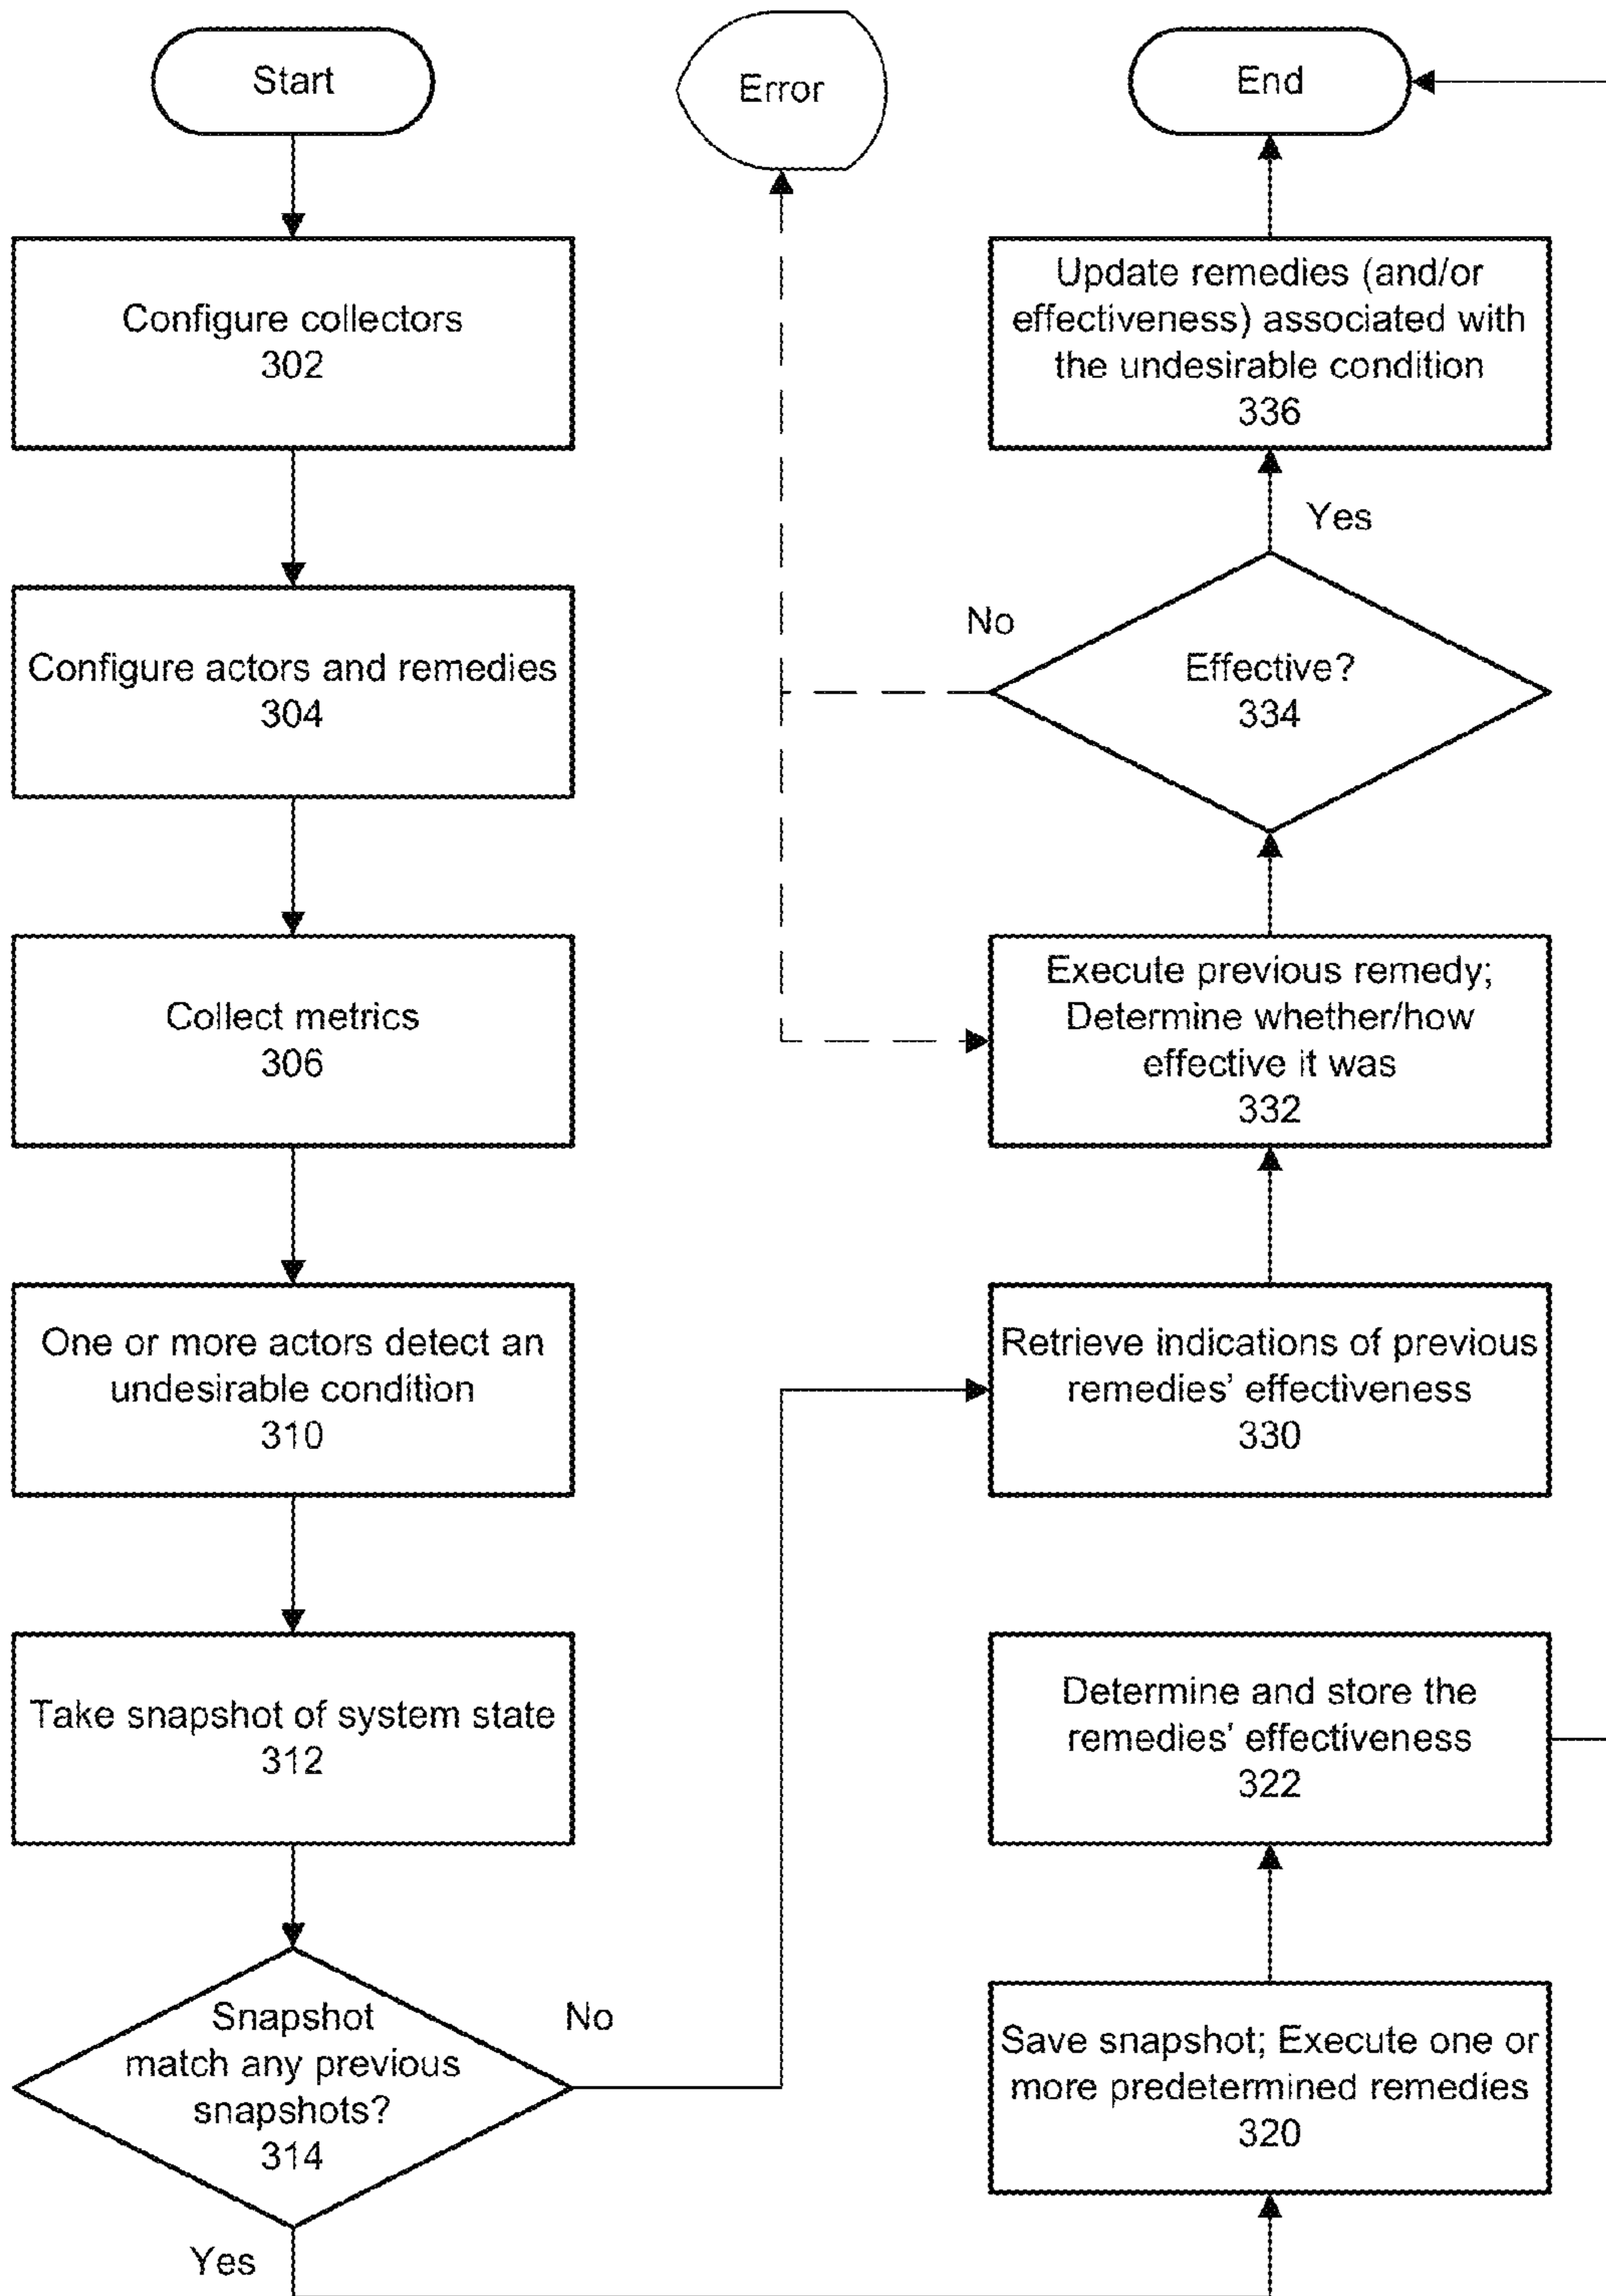 Start
Configure collectors
302
Configure actors and remedies
304
Collect metrics
306
One or more actors detect an
undesirable condition
310
Take snapshot of system state
312
Snapshot
match any previous
snapshots?
314
No
Yes
Error
End
Update remedies (and/or
effectiveness) associated with
the undesirable condition
336
Yes
No
Effective?
334
Execute previous remedy;
Determine whether/how
effective it was
332
Retrieve indications of previous
remedies’ effectiveness
330
Determine and store the
remedies’ effectiveness
322
Save snapshot; Execute one or
more predetermined remedies
320